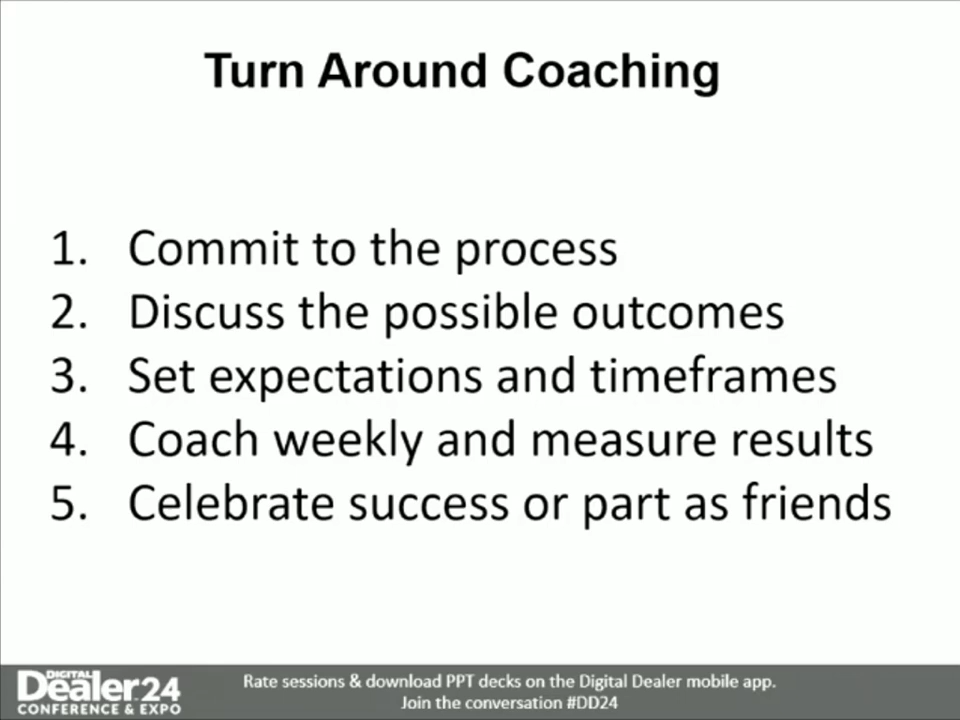 Turn Around Coaching
1. Commit to the process
2. Discuss the possible outcomes
3. Set expectations and timeframes
4. Coach weekly and measure results
5. Celebrate success or part as friends
DIGITAL
Dealer24
CONFERENCE & EXPO
Rate sessions & download PPT decks on the Digital Dealer mobile app.
Join the conversation #DD24